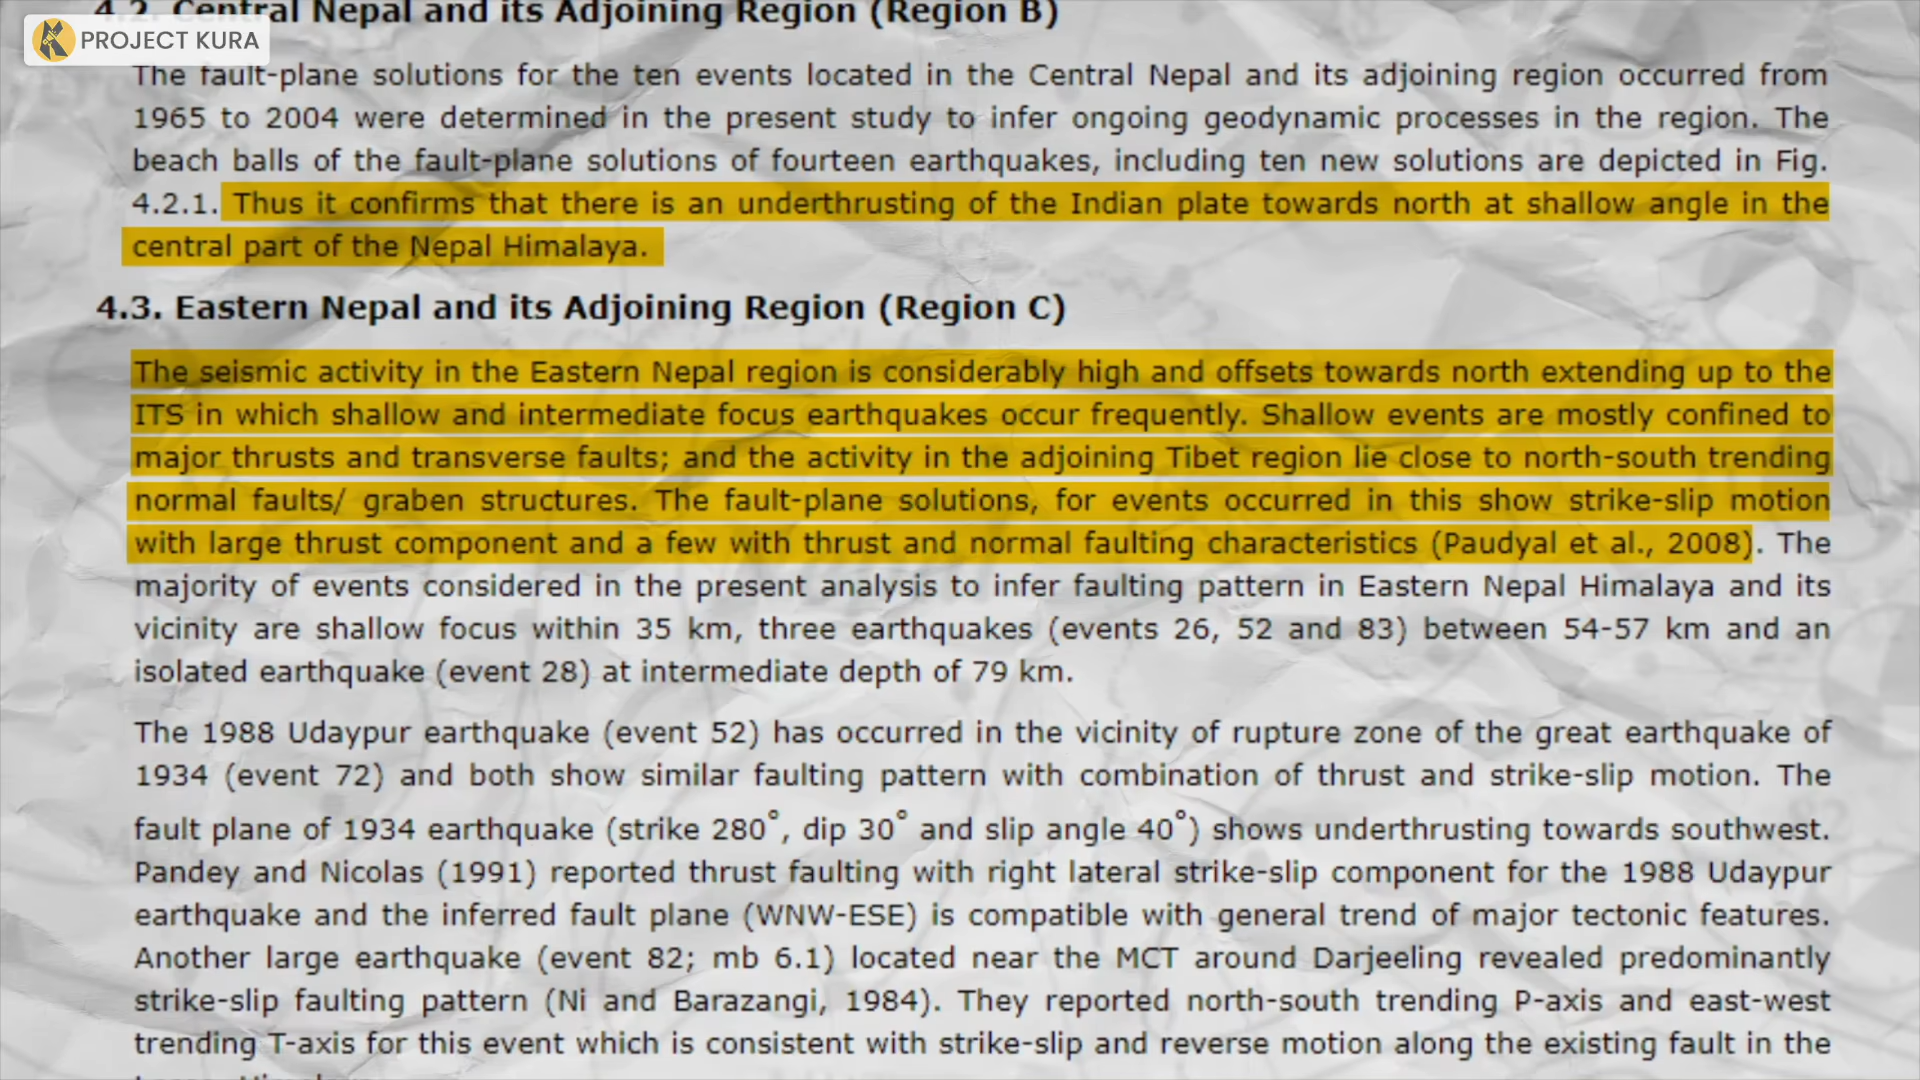 4.2. Central Nepal and its Adjoining Region (Region B)
PROJECT KURA
The fault-plane solutions for the ten events located in the Central Nepal and its adjoining region occurred from
1965 to 2004 were determined in the present study to infer ongoing geodynamic processes in the region. The
beach balls of the fault-plane solutions of fourteen earthquakes, including ten new solutions are depicted in Fig.
4.2.1. Thus it confirms that there is an underthrusting of the Indian plate towards north at shallow angle in the
central part of the Nepal Himalaya.
4.3. Eastern Nepal and its Adjoining Region (Region C)
The seismic activity in the Eastern Nepal region is considerably high and offsets towards north extending up to the
ITS in which shallow and intermediate focus earthquakes occur frequently. Shallow events are mostly confined to
major thrusts and transverse faults; and the activity in the adjoining Tibet region lie close to north-south trending
normal faults/ graben structures. The fault-plane solutions, for events occurred in this show strike-slip motion
with large thrust component and a few with thrust and normal faulting characteristics (Paudyal et al., 2008). The
majority of events considered in the present analysis to infer faulting pattern in Eastern Nepal Himalaya and its
vicinity are shallow focus within 35 km, three earthquakes (events 26, 52 and 83) between 54-57 km and an
isolated earthquake (event 28) at intermediate depth of 79 km.
The 1988 Udaypur earthquake (event 52) has occurred in the vicinity of rupture zone of the great earthquake of
1934 (event 72) and both show similar faulting pattern with combination of thrust and strike-slip motion. The
fault plane of 1934 earthquake (strike 280°, dip 30° and slip angle 40°) shows underthrusting towards southwest.
Pandey and Nicolas (1991) reported thrust faulting with right lateral strike-slip component for the 1988 Udaypur
earthquake and the inferred fault plane (WNW-ESE) is compatible with general trend of major tectonic features.
Another large earthquake (event 82; mb 6.1) located near the MCT around Darjeeling revealed predominantly
strike-slip faulting pattern (Ni and Barazangi, 1984). They reported north-south trending P-axis and east-west
trending T-axis for this event which is consistent with strike-slip and reverse motion along the existing fault in the